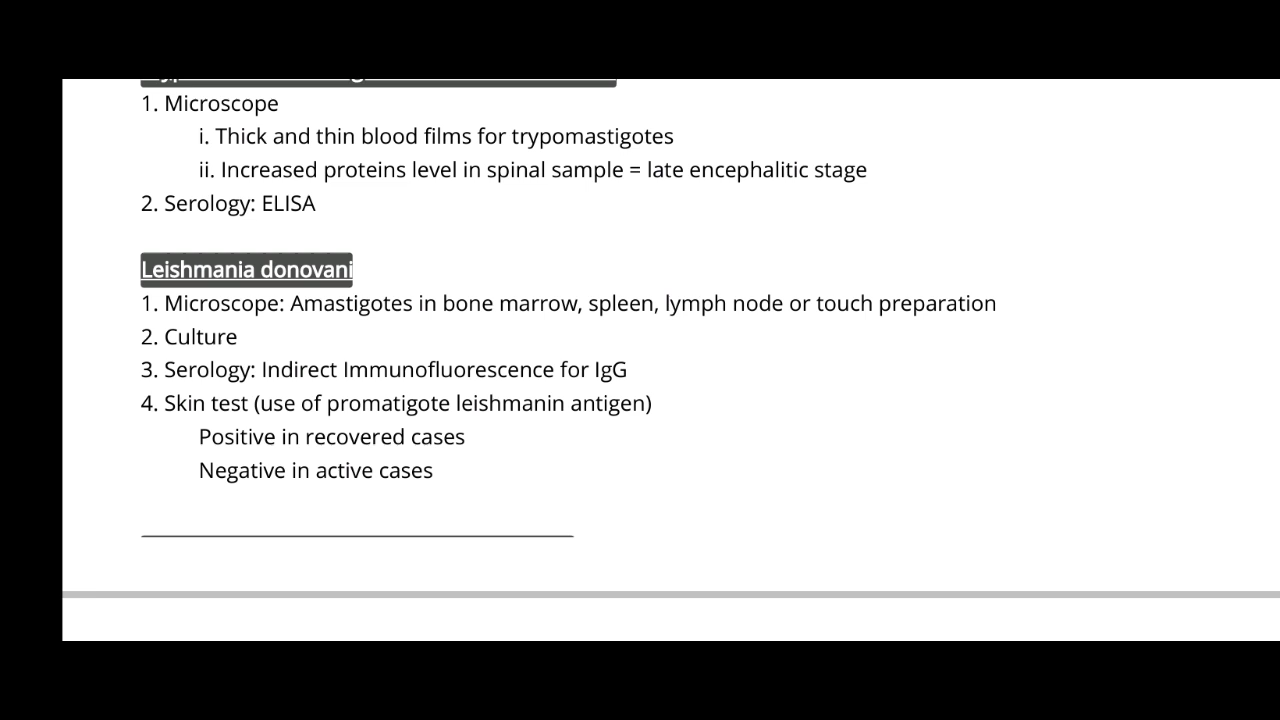 1. Microscope
i. Thick and thin blood films for trypomastigotes
ii. Increased proteins level in spinal sample = late encephalitic stage
2. Serology: ELISA
Leishmania donovani
1. Microscope: Amastigotes in bone marrow, spleen, lymph node or touch preparation
2. Culture
3. Serology: Indirect Immunofluorescence for IgG
4. Skin test (use of promatigote leishmanin antigen)
Positive in recovered cases
Negative in active cases